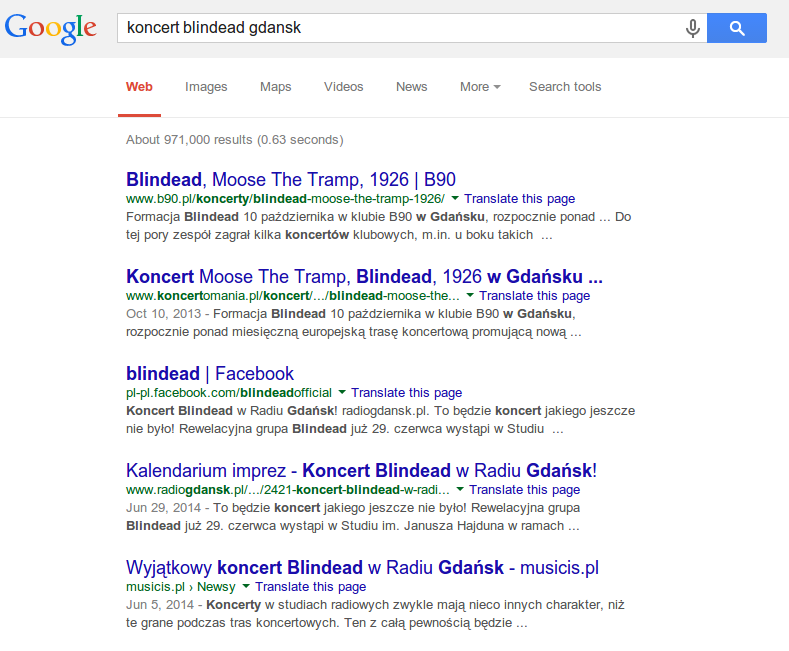 Google
koncert blindead gdansk
Web Images Maps Videos News More Search tools
About 971,000 results (0.63 seconds)
Blindead, Moose The Tramp, 1926 | B90
www.b90.pl/koncerty/blindead-moose-the-tramp-1926/ Translate this page
Formacja Blindead 10 października w klubie B90 w Gdańsku, rozpocznie ponad ... Do
tej pory zespół zagrał kilka koncertów klubowych, m.in. u boku takich ...
Koncert Moose The Tramp, Blindead, 1926 w Gdańsku ...
www.koncertomania.pl/koncert/.../blindead-moose-the... Translate this page
Oct 10, 2013 - Formacja Blindead 10 października w klubie B90 w Gdańsku,
rozpocznie ponad miesięczną europejską trasę koncertową promującą nową ...
blindead | Facebook
pl-pl.facebook.com/blindeadofficial Translate this page
Koncert Blindead w Radiu Gdańsk! radiogdansk.pl. To będzie koncert jakiego jeszcze
nie było! Rewelacyjna grupa Blindead już 29. czerwca wystąpi w Studiu ...
Kalendarium imprez - Koncert Blindead w Radiu Gdańsk!
www.radiogdansk.pl/.../2421-koncert-blindead-w-radi... Translate this page
Jun 29, 2014 - To będzie koncert jakiego jeszcze nie było! Rewelacyjna grupa
Blindead już 29. czerwca wystąpi w Studiu im. Janusza Hajduna w ramach ...
Wyjątkowy koncert Blindead w Radiu Gdańsk - musicis.pl
musicis.pl › Newsy Translate this page
Jun 5, 2014 - Koncerty w studiach radiowych zwykle mają nieco innych charakter, niż
te grane podczas tras koncertowych. Ten z całą pewnością będzie ...